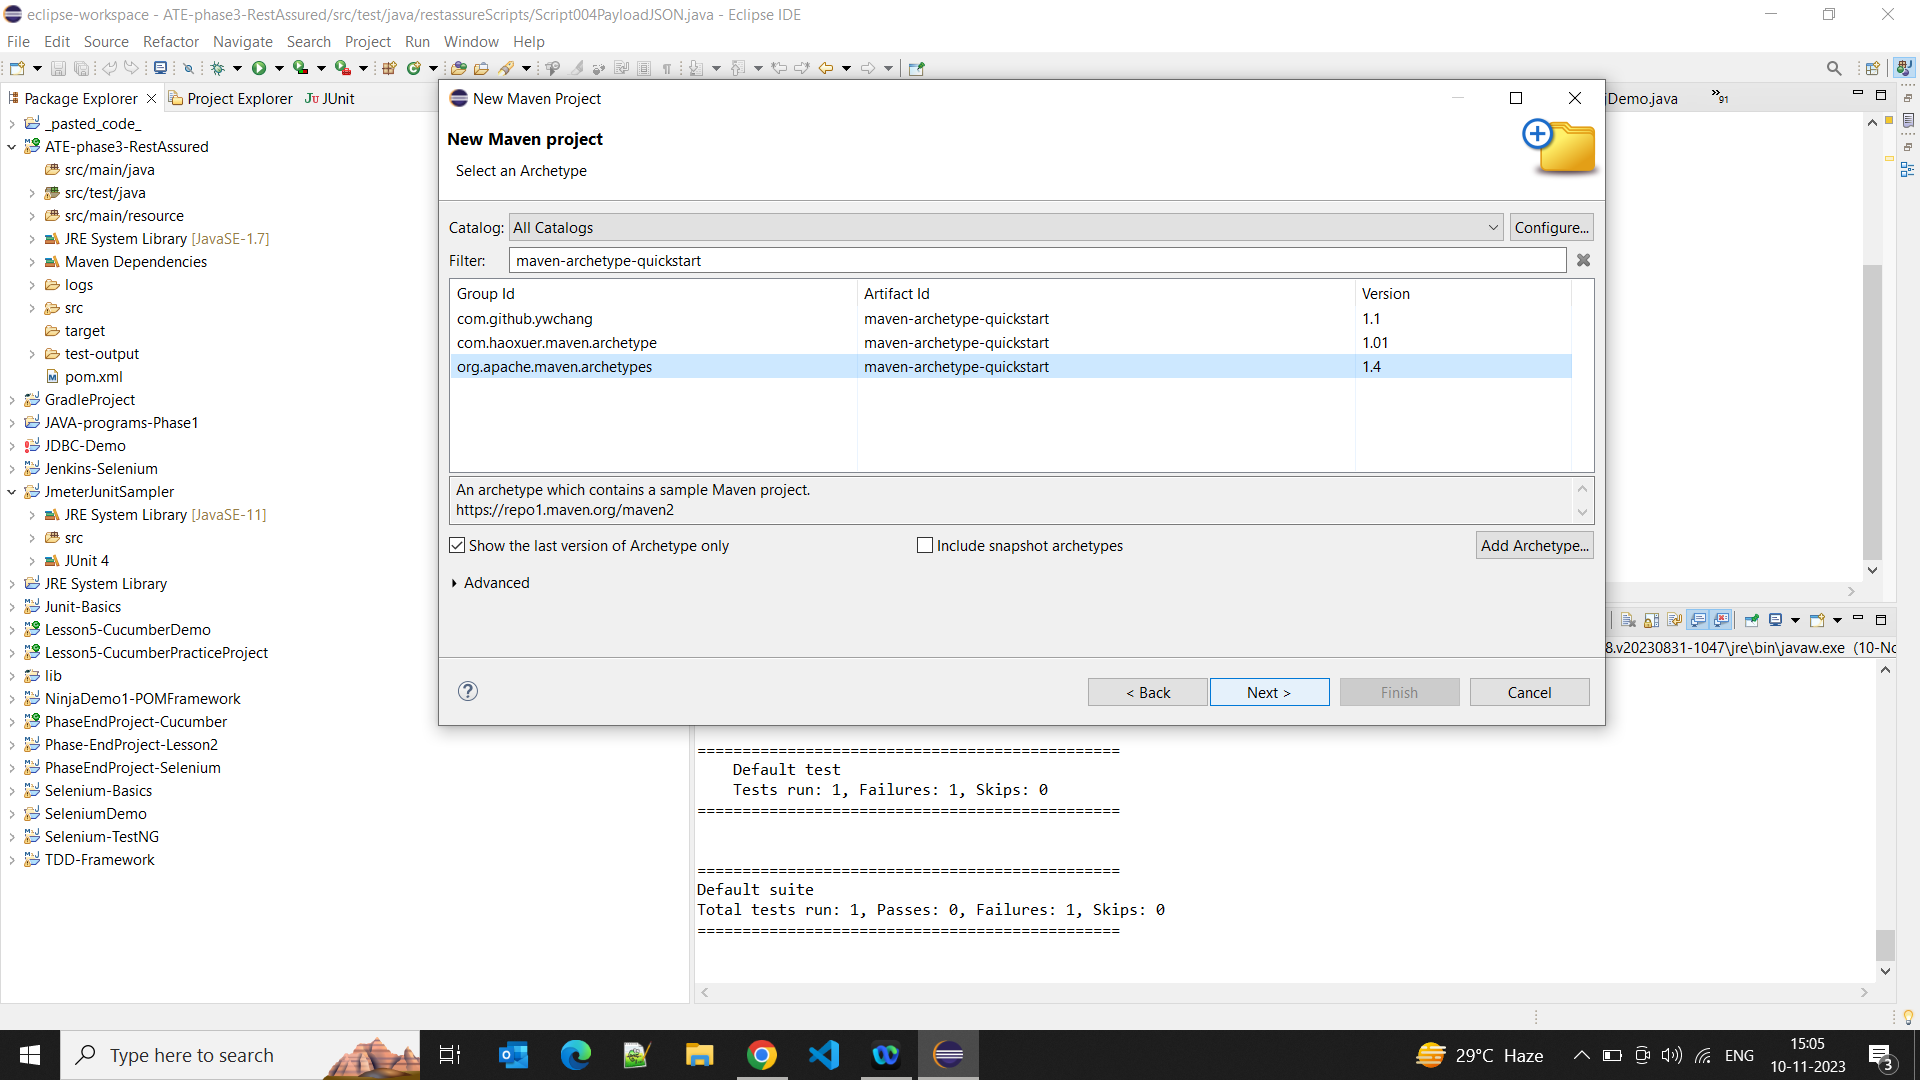 eclipse-workspace - ATE-phase3-RestAssured/src/test/java/restassureScripts/Script004PayloadJSON.java - Eclipse IDE
File Edit Source Refactor Navigate Search Project Run Window Help
Package Explorer
Project Explorer
JUnit
_pasted_code_
ATE-phase3-RestAssured
src/main/java
src/test/java
src/main/resource
JRE System Library [JavaSE-1.7]
Maven Dependencies
logs
src
target
test-output
pom.xml
GradleProject
JAVA-programs-Phase1
JDBC-Demo
Jenkins-Selenium
JmeterJunitSampler
JRE System Library [JavaSE-11]
src
JUnit 4
JRE System Library
Junit-Basics
Lesson5-CucumberDemo
Lesson5-CucumberPracticeProject
lib
NinjaDemo1-POMFramework
PhaseEndProject-Cucumber
Phase-EndProject-Lesson2
PhaseEndProject-Selenium
Selenium-Basics
SeleniumDemo
Selenium-TestNG
TDD-Framework
New Maven Project
New Maven project
Select an Archetype
Catalog: All Catalogs Configure...
Filter: maven-archetype-quickstart
Group Id Artifact Id Version
com.github.ywchang maven-archetype-quickstart 1.1
com.haoxuer.maven.archetype maven-archetype-quickstart 1.01
org.apache.maven.archetypes maven-archetype-quickstart 1.4
An archetype which contains a sample Maven project.
https://repo1.maven.org/maven2
Show the last version of Archetype only Include snapshot archetypes Add Archetype...
Advanced
< Back Next > Finish Cancel
iDemo.java
»91
8.v20230831-1047\jre\bin\javaw.exe (10-Nc
===============================================
Default test
Tests run: 1, Failures: 1, Skips: 0
===============================================
===============================================
Default suite
Total tests run: 1, Passes: 0, Failures: 1, Skips: 0
===============================================
Type here to search
29°C Haze
ENG
15:05
10-11-2023
3